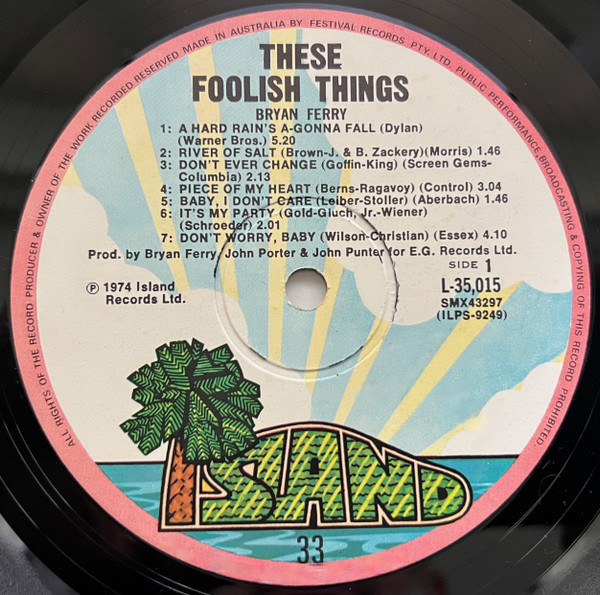 ALL RIGHTS OF THE RECORD PRODUCER & OWNER OF THE WORK RECORDED RESERVED MADE IN AUSTRALIA BY FESTIVAL RECORDS PTY. LTD. PUBLIC PERFORMANCE, BROADCASTING & COPYING OF THIS RECORD PROHIBITED.
THESE
FOOLISH THINGS
BRYAN FERRY
1: A HARD RAIN'S A-GONNA FALL (Dylan)
(Warner Bros.) 5.20
2: RIVER OF SALT (Brown-J. & B. Zackery)(Morris) 1.46
3: DON'T EVER CHANGE (Goffin-King) (Screen Gems-
Columbia) 2.13
4: PIECE OF MY HEART (Berns-Ragavoy) (Control) 3.04
5: BABY, I DON'T CARE (Leiber-Stoller) (Aberbach) 1.46
6: IT'S MY PARTY (Gold-Gluch, Jr.-Wiener)
(Schroeder) 2.01
7: DON'T WORRY, BABY (Wilson-Christian) (Essex) 4.10
Prod. by Bryan Ferry, John Porter & John Punter for E.G. Records Ltd.
SIDE 1
℗ 1974 Island
Records Ltd.
L-35,015
SMX43297
(ILPS-9249)
ISLAND
33